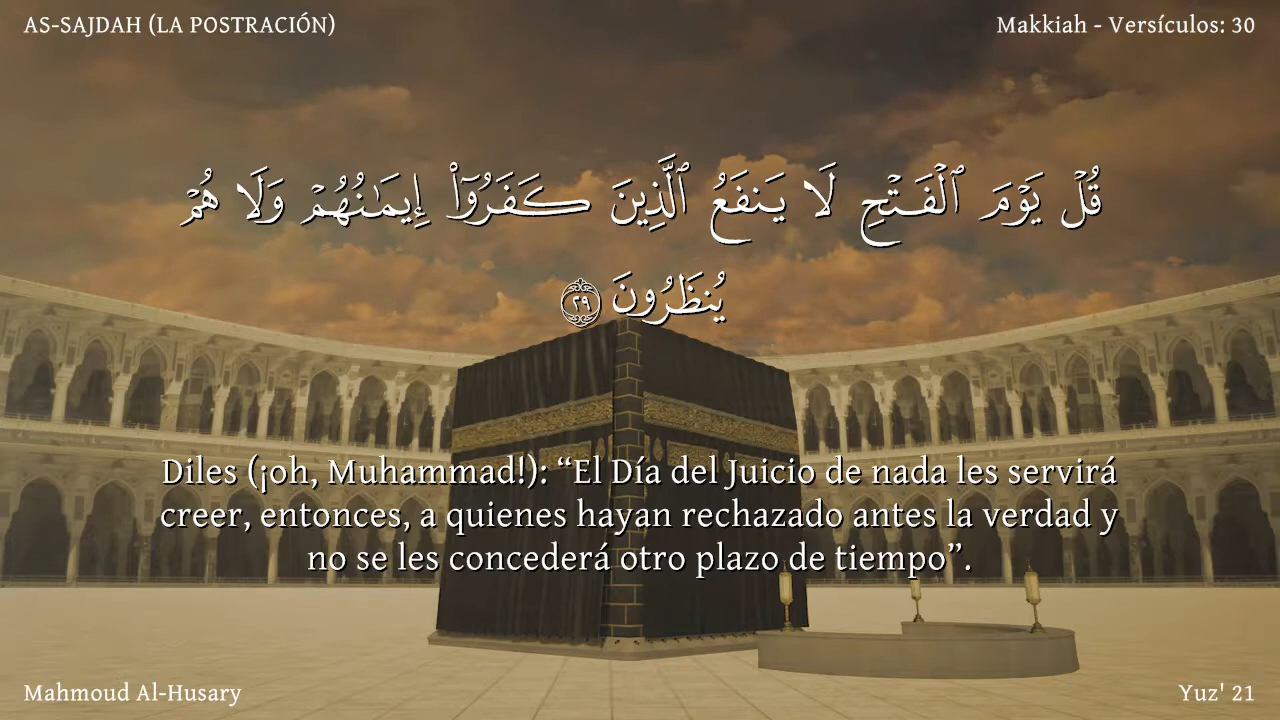 AS-SAJDAH (LA POSTRACIÓN)
Makkiah - Versículos: 30
قُلۡ يَوۡمَ ٱلۡفَتۡحِ لَا يَنفَعُ ٱلَّذِينَ كَفَرُوٓاْ إِيمَٰنُهُمۡ وَلَا هُمۡ
يُنظَرُونَ ٢٩
Diles (¡oh, Muhammad!): “El Día del Juicio de nada les servirá
creer, entonces, a quienes hayan rechazado antes la verdad y
no se les concederá otro plazo de tiempo”.
Mahmoud Al-Husary
Yuz' 21